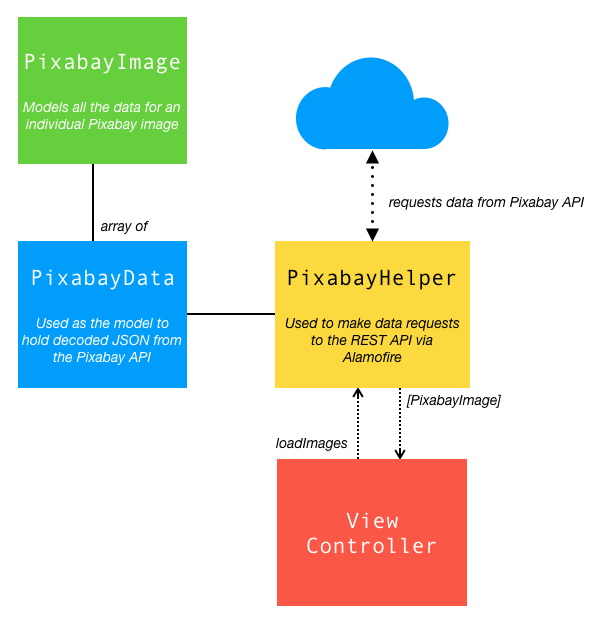 PixabayImage
Models all the data for an
individual Pixabay image
requests data from Pixabay API
array of
PixabayData
Used as the model to
hold decoded JSON from
the Pixabay API
PixabayHelper
Used to make data requests
to the REST API via
Alamofire
[PixabayImage]
loadImages
View
Controller